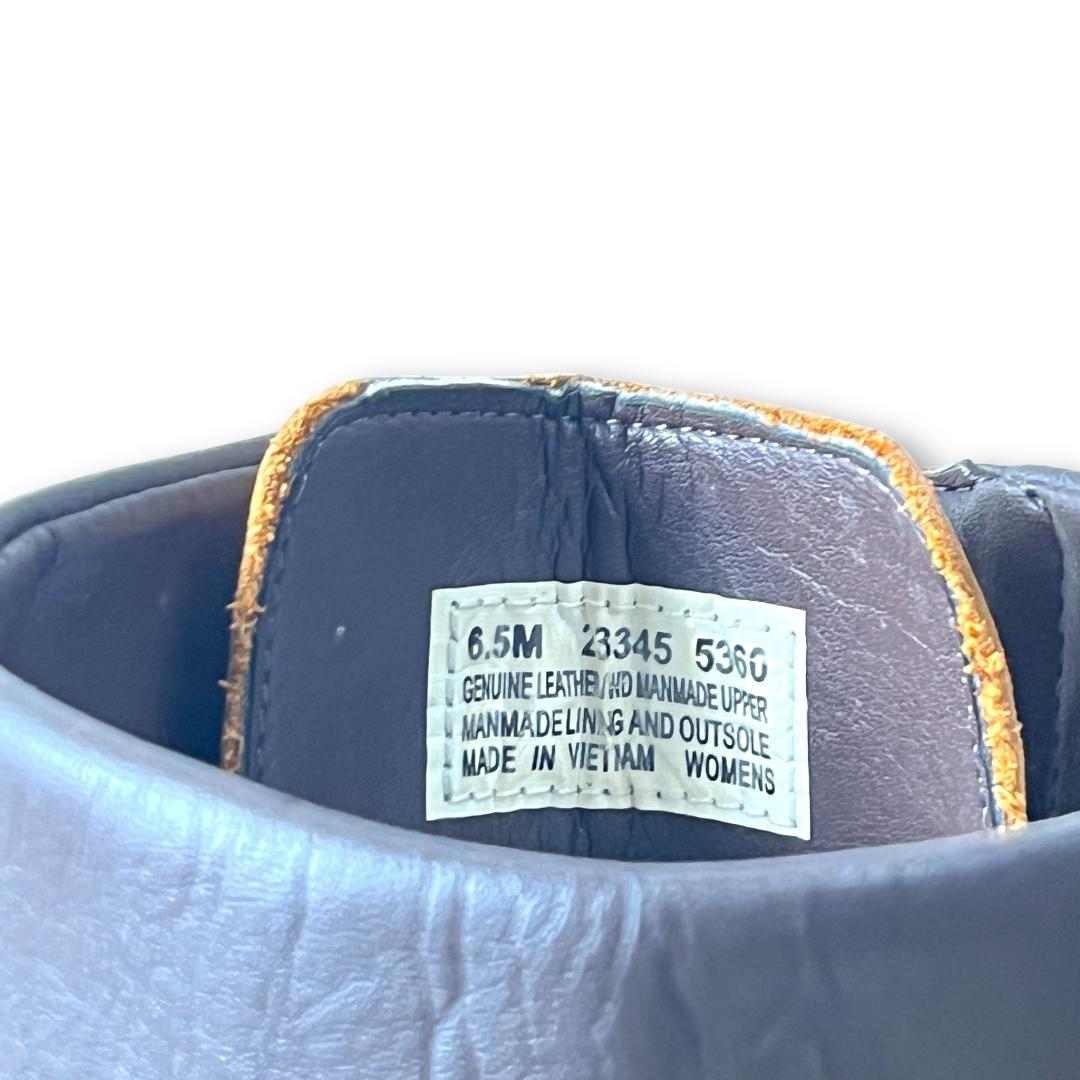 6.5M 23345 5360
GENUINE LEATHER/AND MANMADE UPPER
MANMADE LINING AND OUTSOLE
MADE IN VIETNAM WOMENS